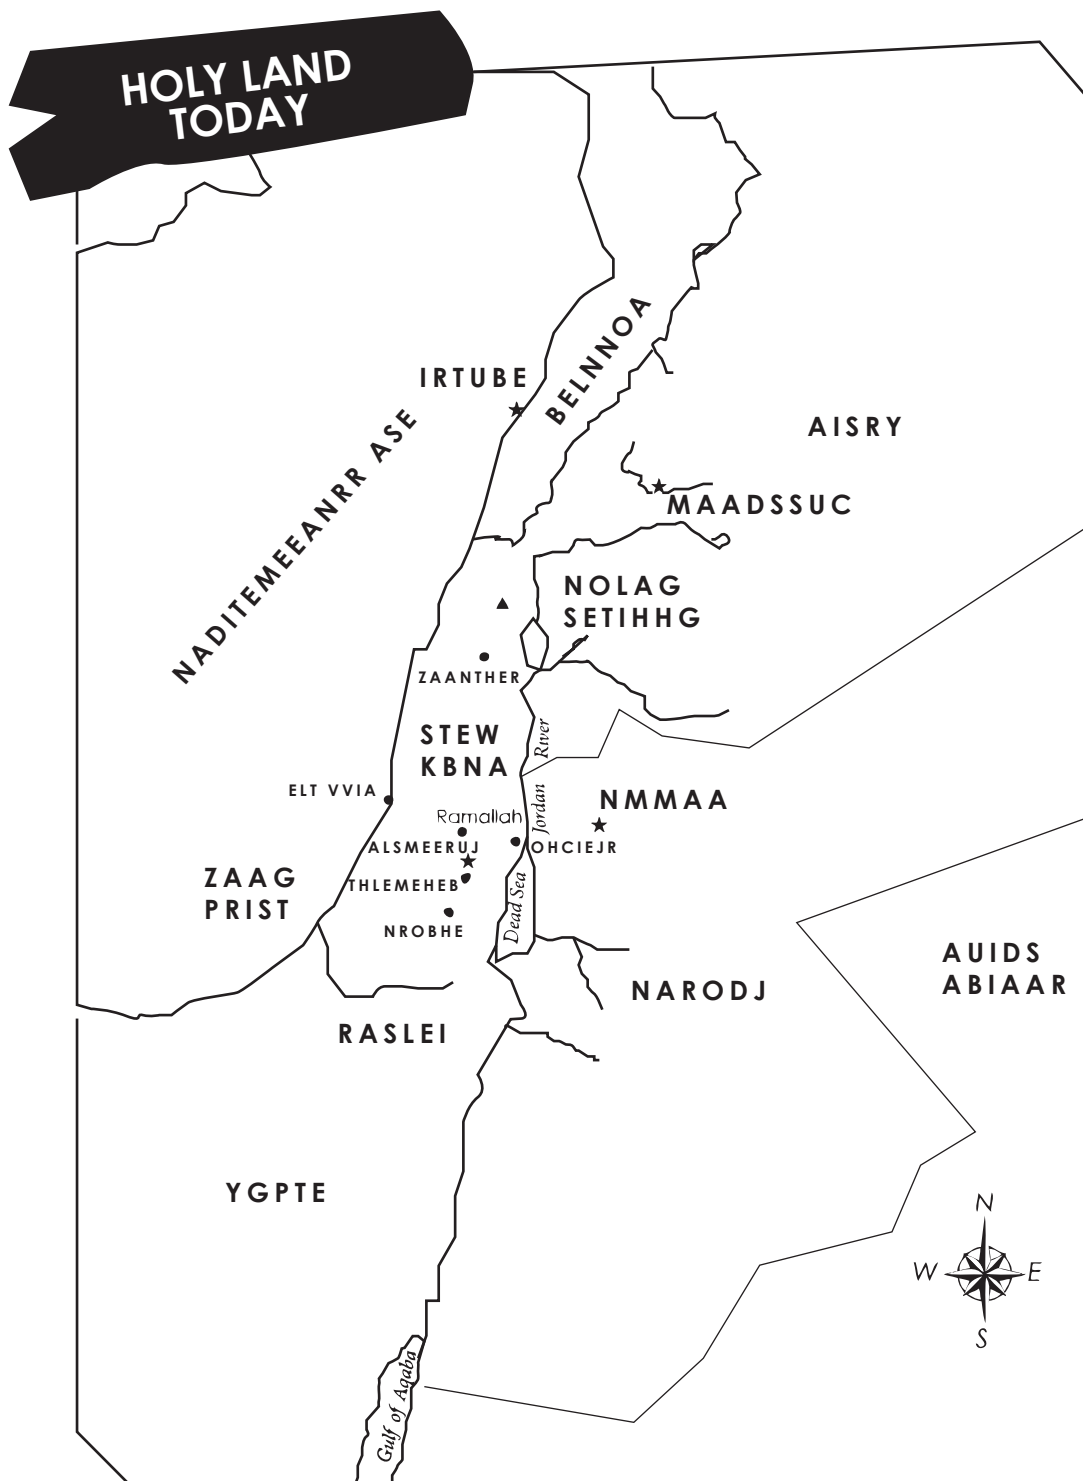 HOLY LAND
TODAY
IRTUBE
BELNNOA
NADITEMEEANRR ASE
AISRY
MAADSSUC
NOLAG
SETIHHG
ZAANTHER
STEW
KBNA
Jordan River
ELT VVIA
Ramallah
NMMAA
ALSMEERUJ
OHCIEJR
ZAAG
PRIST
THLEMEHEB
Dead Sea
NROBHE
AUIDS
ABIAAR
NARODJ
RASLEI
YGPTE
N
W E
S
Gulf of Aqaba